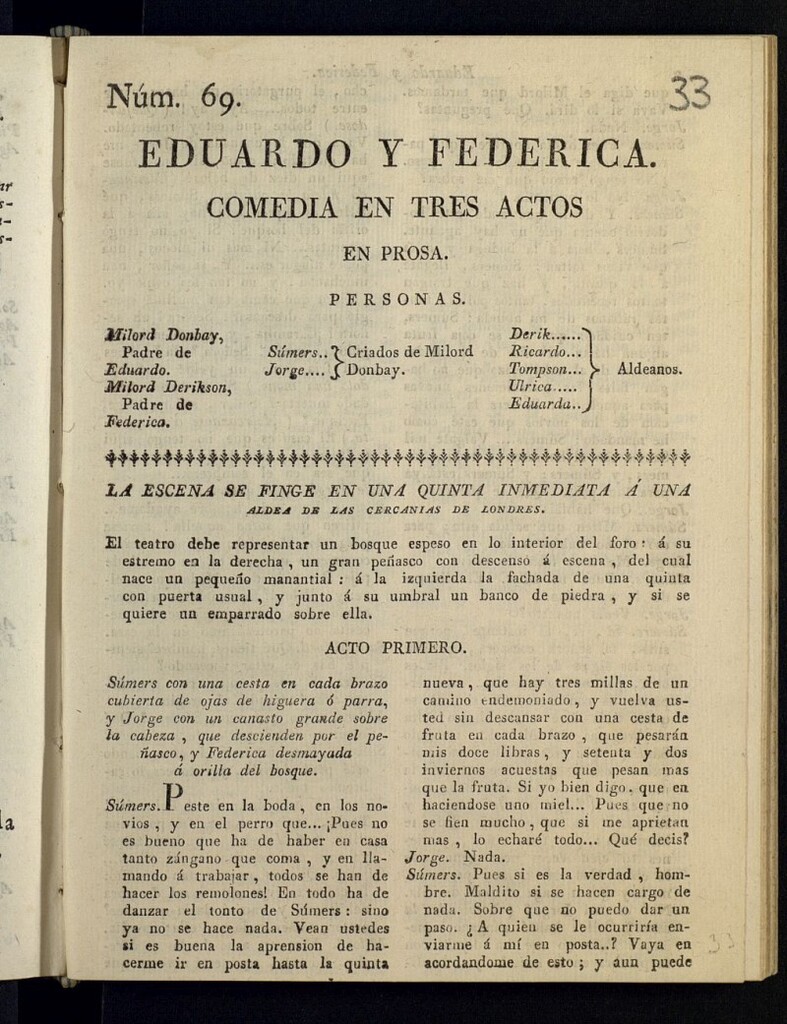 Núm. 69.
33
EDUARDO Y FEDERICA.
COMEDIA EN TRES ACTOS
EN PROSA.
PERSONAS.
Milord Donbay,
Padre de
Eduardo.
Milord Derikson,
Padre de
Federica.
Súmers.. } Criados de Milord
Jorge.... } Donbay.
Derik......
Ricardo...
Tompson... } Aldeanos.
Ulrica.....
Eduarda..
LA ESCENA SE FINGE EN UNA QUINTA INMEDIATA Á UNA
ALDEA DE LAS CERCANIAS DE LONDRES.
El teatro debe representar un bosque espeso en lo interior del foro: á su
estremo en la derecha, un gran peñasco con descenso á escena, del cual
nace un pequeño manantial: á la izquierda la fachada de una quinta
con puerta usual, y junto á su umbral un banco de piedra, y si se
quiere un emparrado sobre ella.
ACTO PRIMERO.
Súmers con una cesta en cada brazo
cubierta de ojas de higuera ó parra,
y Jorge con un canasto grande sobre
la cabeza, que descienden por el pe-
ñasco, y Federica desmayada
á orilla del bosque.
Súmers. Peste en la boda, en los no-
vios, y en el perro que... ¡Pues no
es bueno que ha de haber en casa
tanto zángano que coma, y en lla-
mando á trabajar, todos se han de
hacer los remolones! En todo ha de
danzar el tonto de Súmers: sino
ya no se hace nada. Vean ustedes
si es buena la aprension de ha-
cerme ir en posta hasta la quinta
nueva, que hay tres millas de un
camino endemoniado, y vuelva us-
ted sin descansar con una cesta de
fruta en cada brazo, que pesarán
mis doce libras, y setenta y dos
inviernos acuestas que pesan mas
que la fruta. Si yo bien digo, que en
haciendose uno miel... Pues que no
se fien mucho, que si me aprietan
mas, lo echaré todo... Qué decis?
Jorge. Nada.
Súmers. Pues si es la verdad, hom-
bre. Maldito si se hacen cargo de
nada. Sobre que no puedo dar un
paso. ¿A quien se le ocurriría en-
viarme á mí en posta..? Vaya en
acordandome de esto; y aun puede